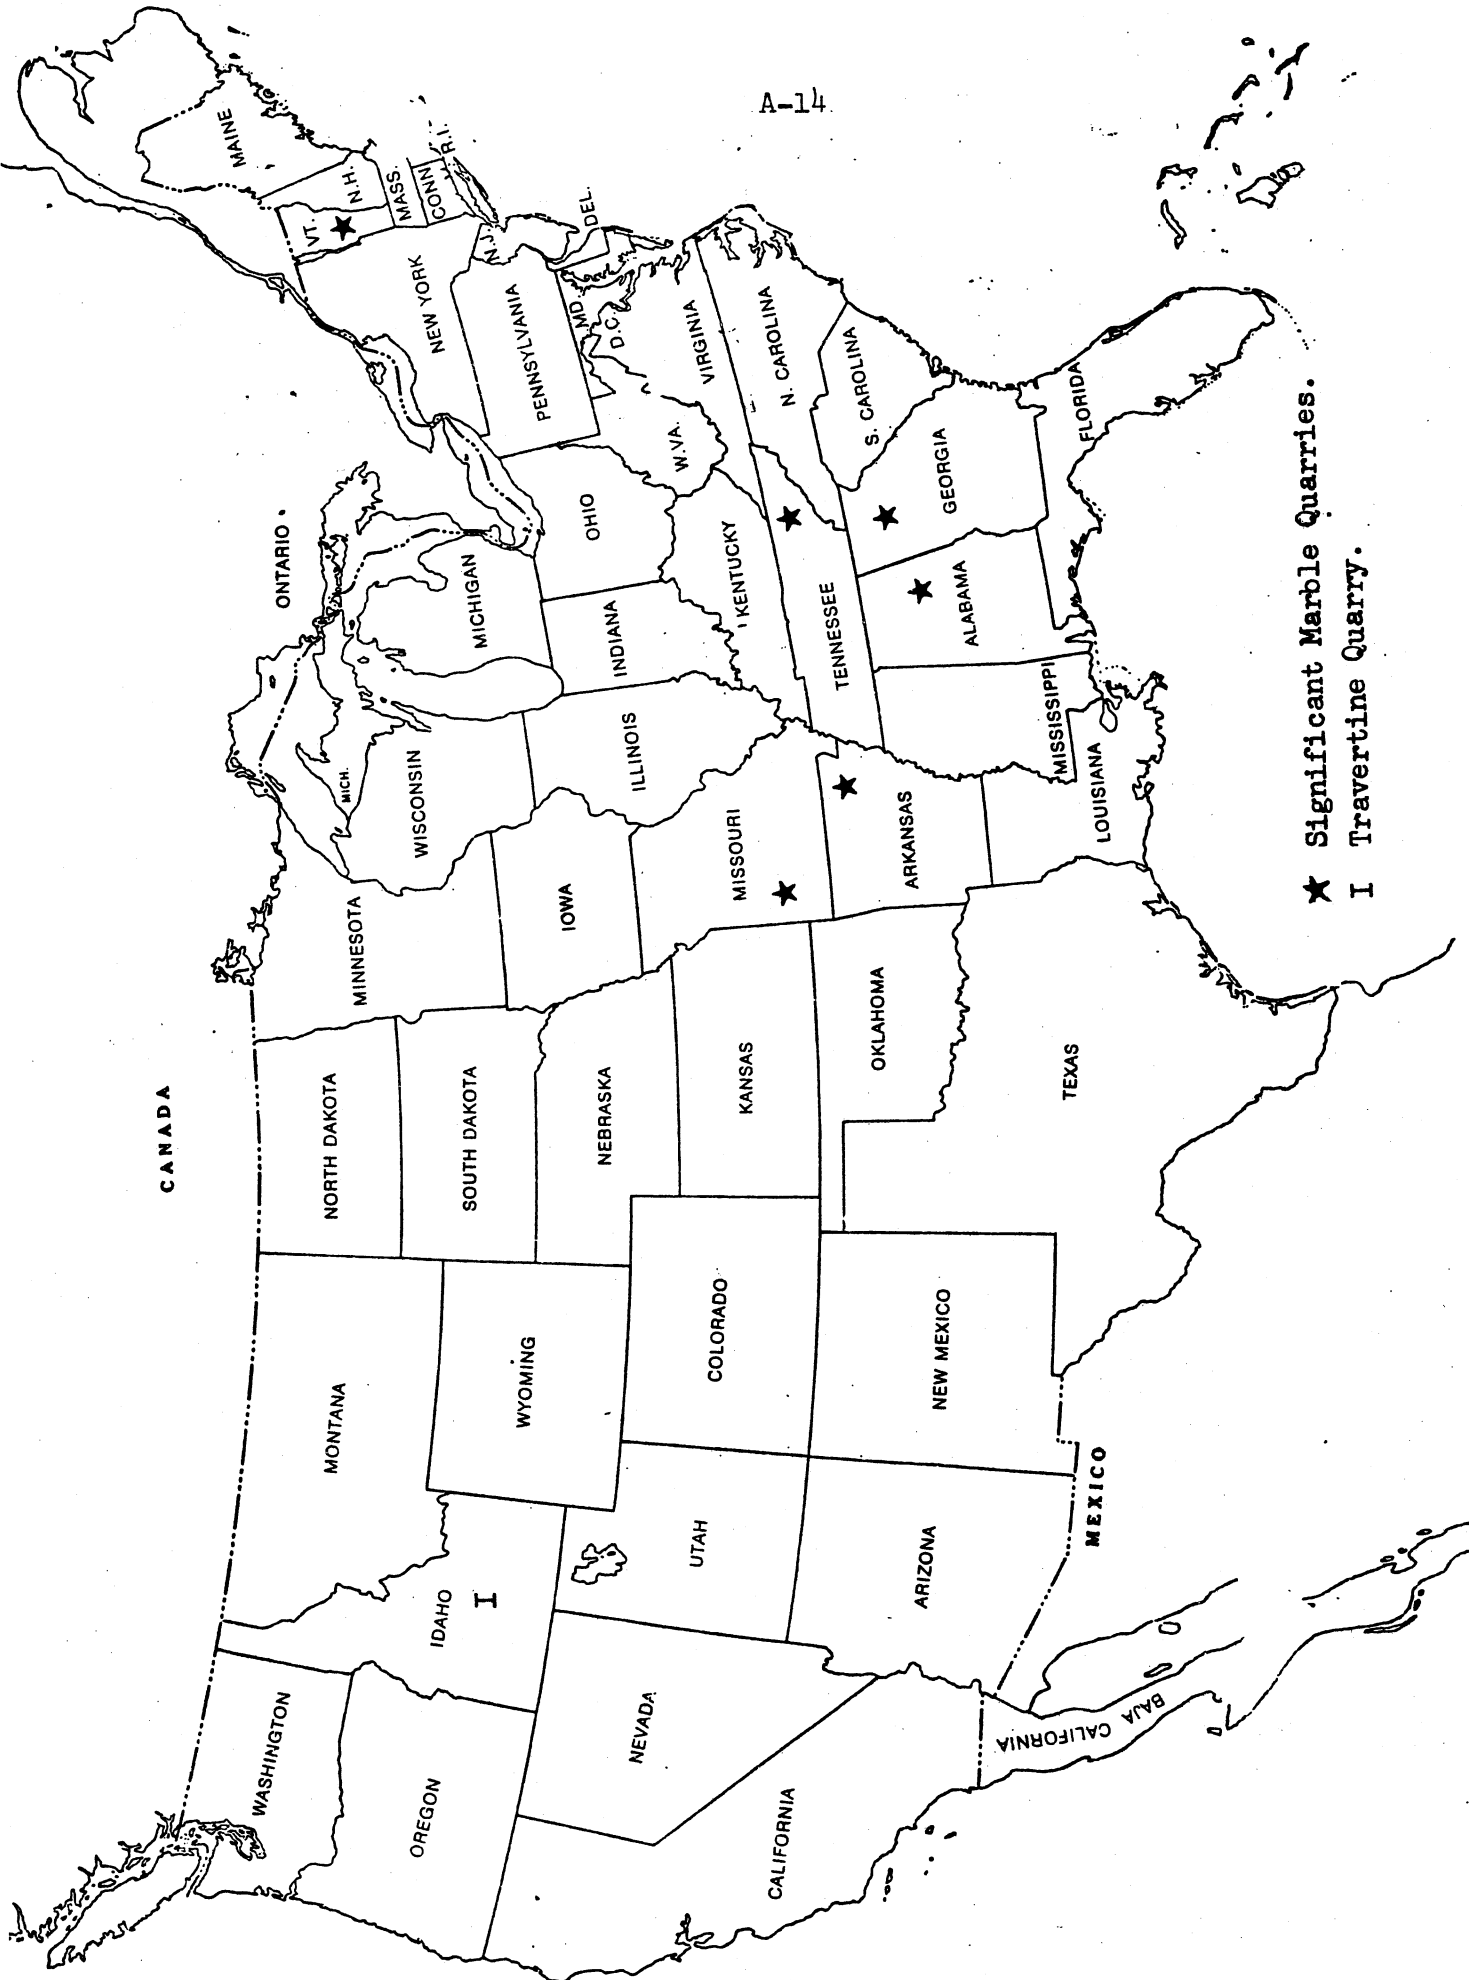 A-14
CANADA
ONTARIO
WASHINGTON
MONTANA
NORTH DAKOTA
MINNESOTA
MICH.
MAINE
VT.
N.H.
MASS.
CONN.
R.I.
OREGON
IDAHO
I
WYOMING
SOUTH DAKOTA
WISCONSIN
MICHIGAN
NEW YORK
N.J.
PENNSYLVANIA
DEL.
MD.
D.C.
NEVADA
UTAH
COLORADO
NEBRASKA
IOWA
ILLINOIS
INDIANA
OHIO
W.VA.
VIRGINIA
CALIFORNIA
KANSAS
MISSOURI
KENTUCKY
N. CAROLINA
TENNESSEE
S. CAROLINA
ARIZONA
NEW MEXICO
OKLAHOMA
ARKANSAS
ALABAMA
GEORGIA
MISSISSIPPI
TEXAS
LOUISIANA
FLORIDA
MEXICO
BAJA CALIFORNIA
★ Significant Marble Quarries.
I Travertine Quarry.